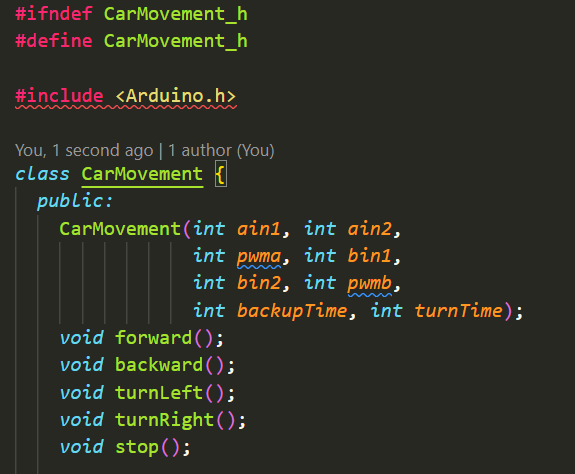 #ifndef CarMovement_h
#define CarMovement_h
#include <Arduino.h>
You, 1 second ago | 1 author (You)
class CarMovement {
public:
CarMovement(int ain1, int ain2,
int pwma, int bin1,
int bin2, int pwmb,
int backupTime, int turnTime);
void forward();
void backward();
void turnLeft();
void turnRight();
void stop();